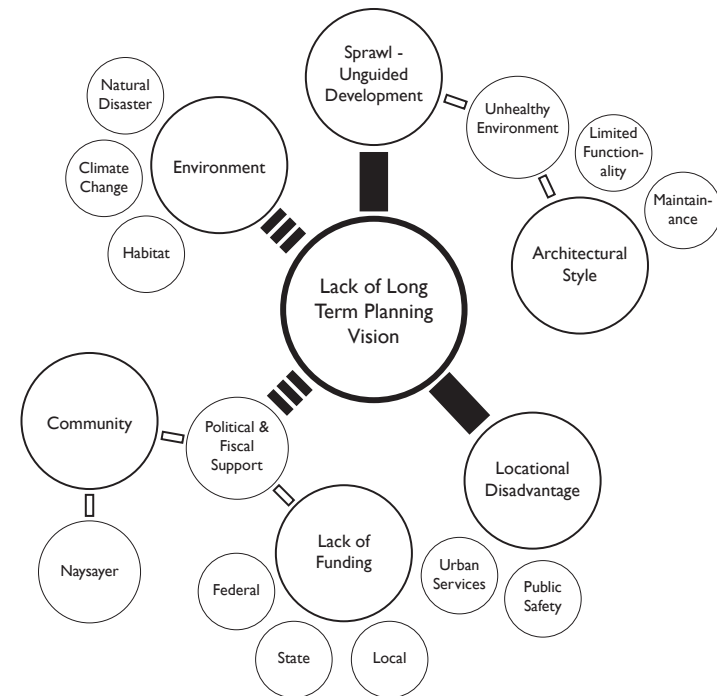 Sprawl -
Unguided
Development
Natural
Disaster
Unhealthy
Environment
Limited
Function-
ality
Environment
Climate
Change
Maintain-
ance
Habitat
Architectural
Style
Lack of Long
Term Planning
Vision
Community
Political &
Fiscal
Support
Locational
Disadvantage
Lack of
Funding
Naysayer
Federal
Urban
Services
Public
Safety
State
Local